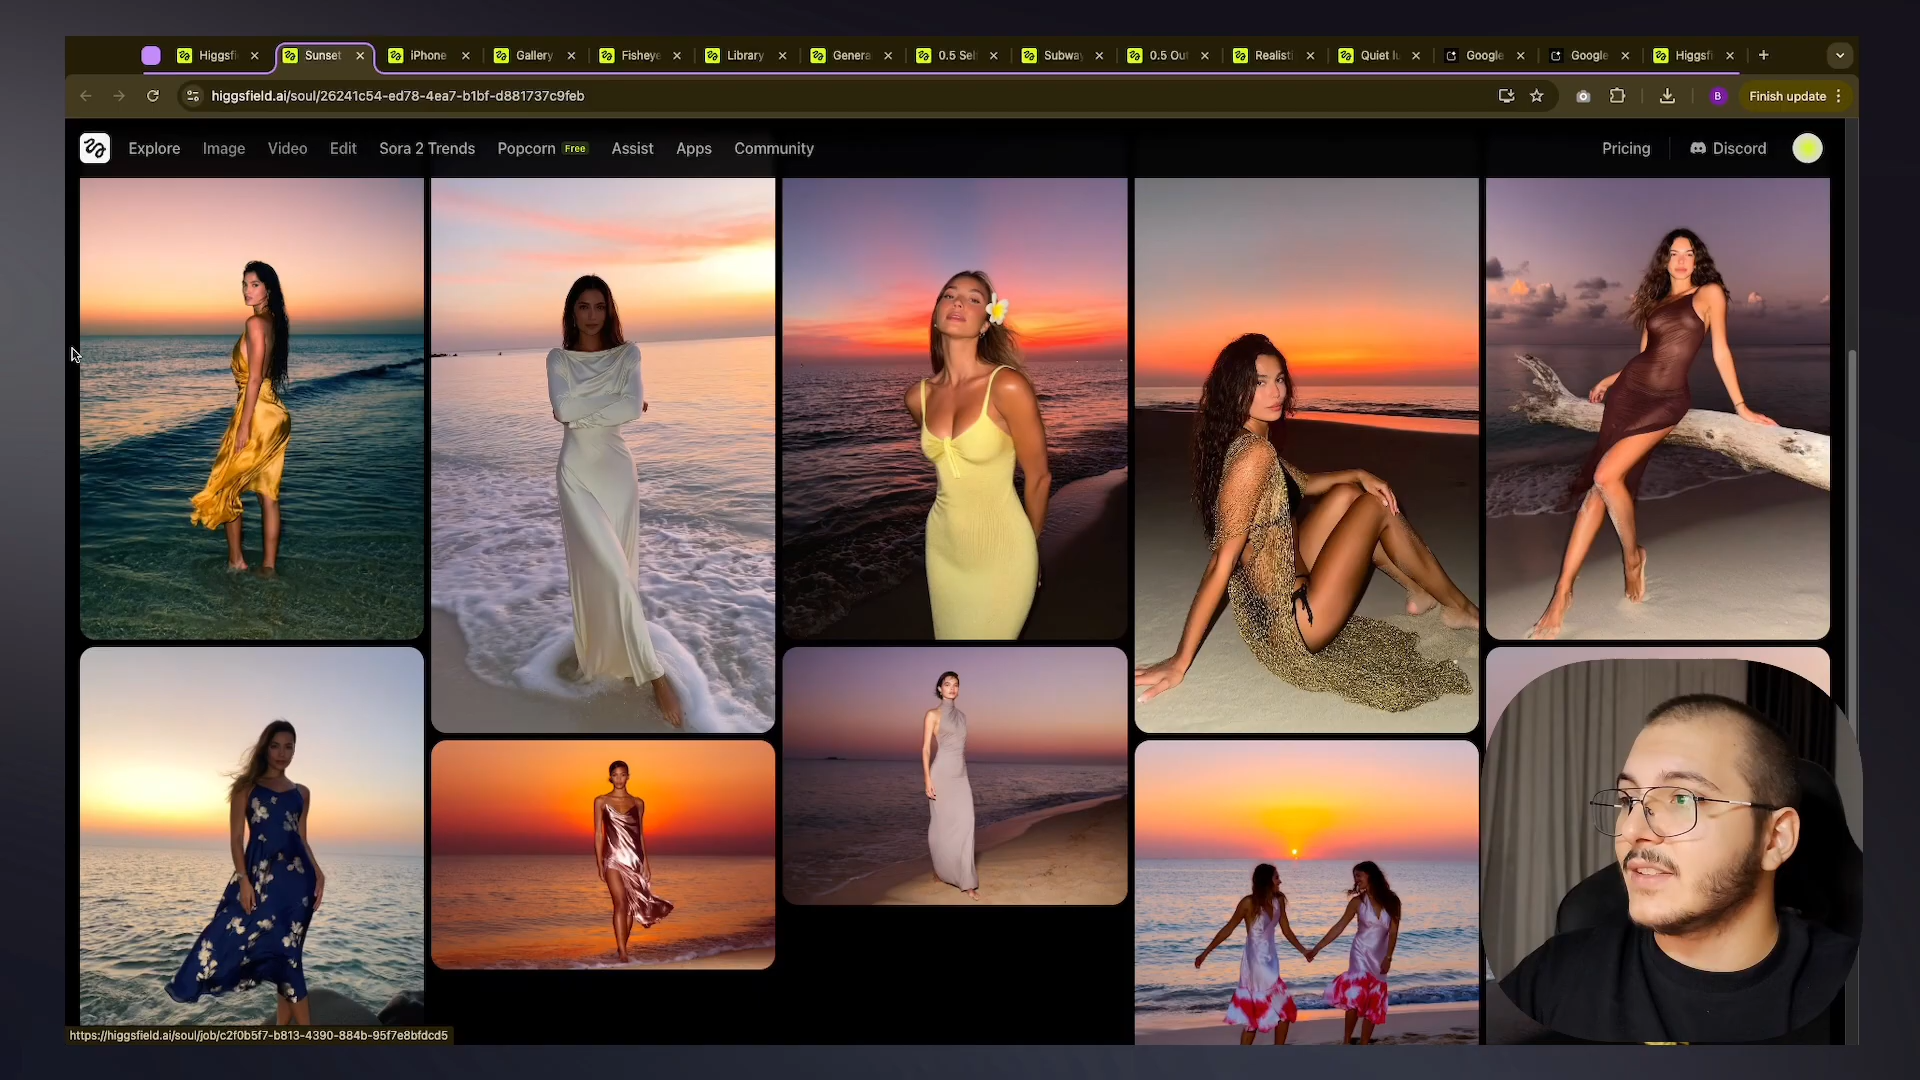 Higgsfi
Sunset
iPhone
Gallery
Fisheye
Library
Genera
0.5 Sel
Subway
0.5 Out
Realisti
Quiet lu
Google
Google
Higgsfi
higgsfield.ai/soul/26241c54-ed78-4ea7-b1bf-d881737c9feb
B
Finish update
Explore
Image
Video
Edit
Sora 2 Trends
Popcorn Free
Assist
Apps
Community
Pricing
Discord
https://higgsfield.ai/soul/job/c2f0b5f7-b813-4390-884b-95f7e8bfdcd5